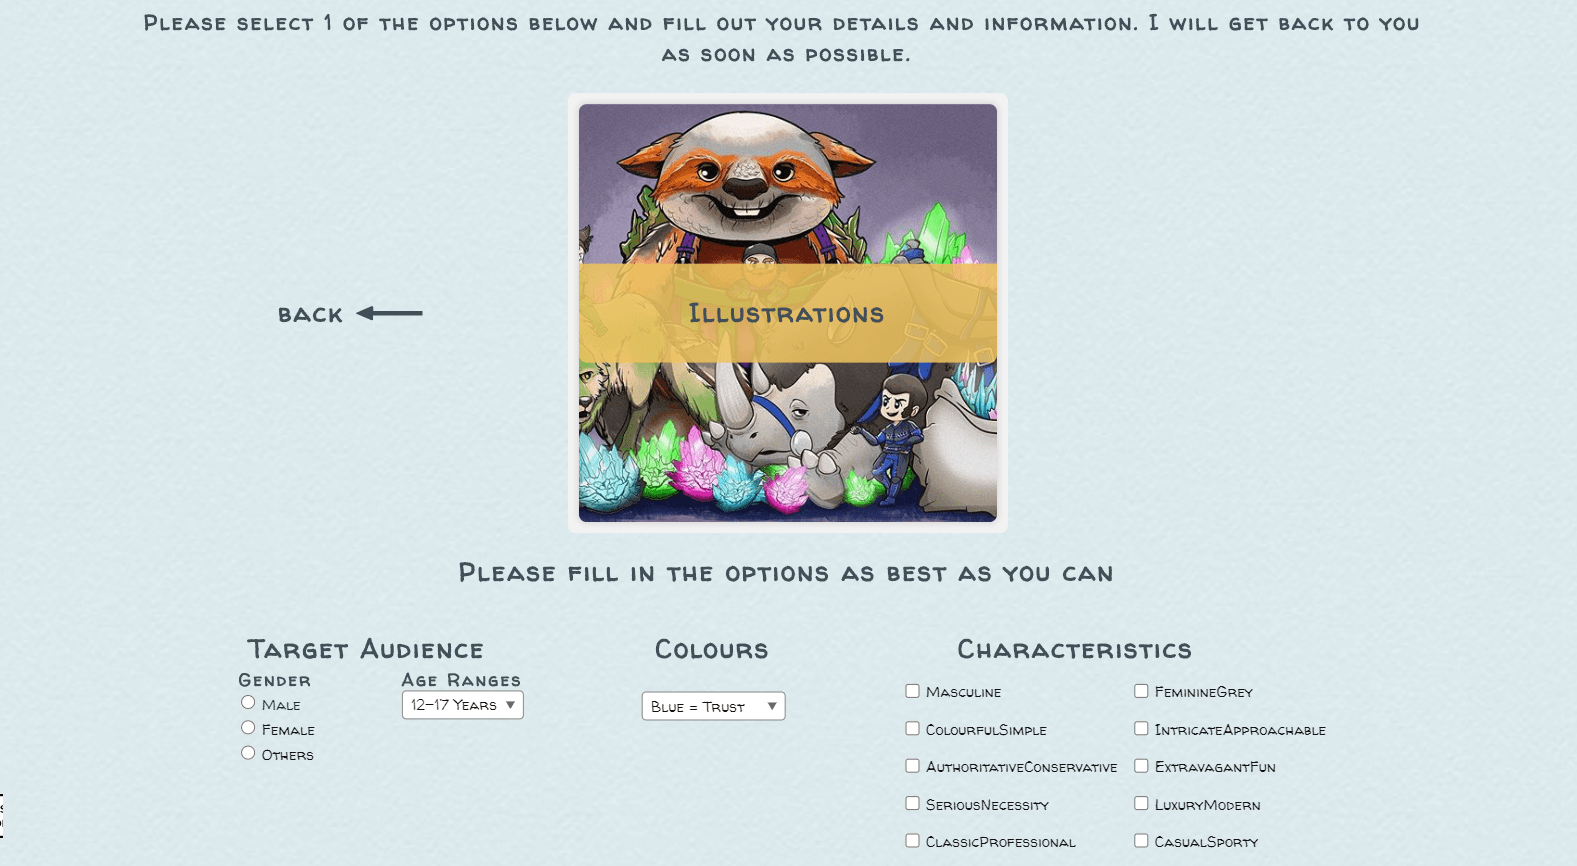 Please select 1 of the options below and fill out your details and information. I will get back to you
as soon as possible.
Illustrations
back
Please fill in the options as best as you can
Target Audience
Gender
Male
Female
Others
Age Ranges
12-17 Years
Colours
Blue = Trust
Characteristics
Masculine
FeminineGrey
ColourfulSimple
IntricateApproachable
AuthoritativeConservative
ExtravagantFun
SeriousNecessity
LuxuryModern
ClassicProfessional
CasualSporty